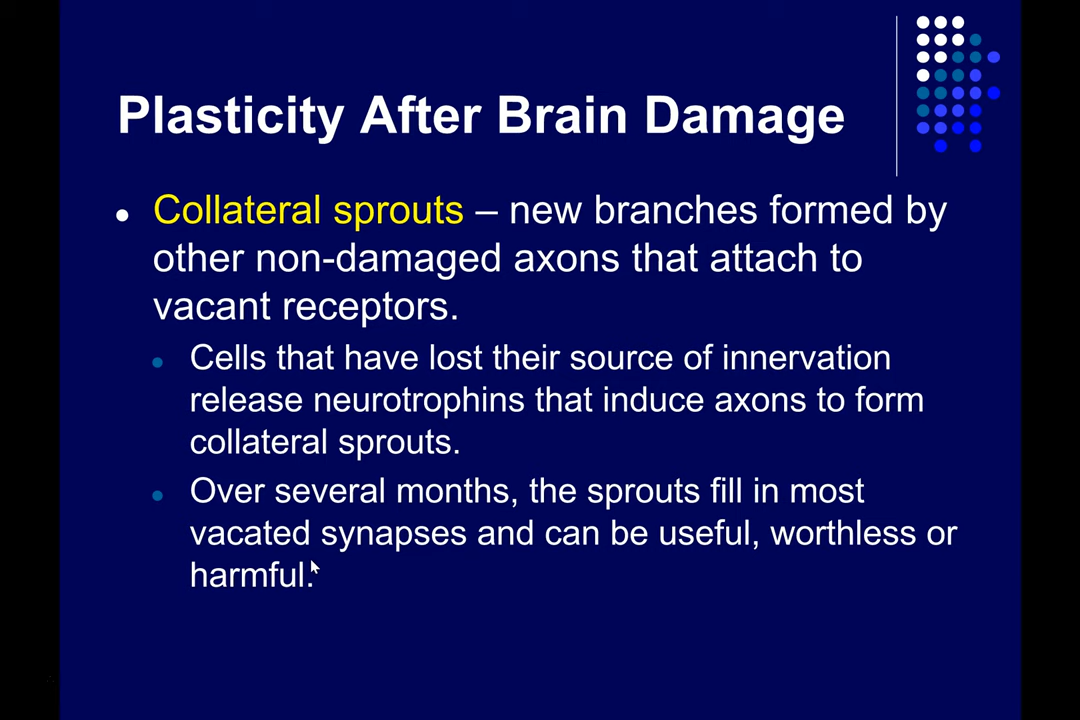 Plasticity After Brain Damage
Collateral sprouts – new branches formed by
other non-damaged axons that attach to
vacant receptors.
Cells that have lost their source of innervation
release neurotrophins that induce axons to form
collateral sprouts.
Over several months, the sprouts fill in most
vacated synapses and can be useful, worthless or
harmful.